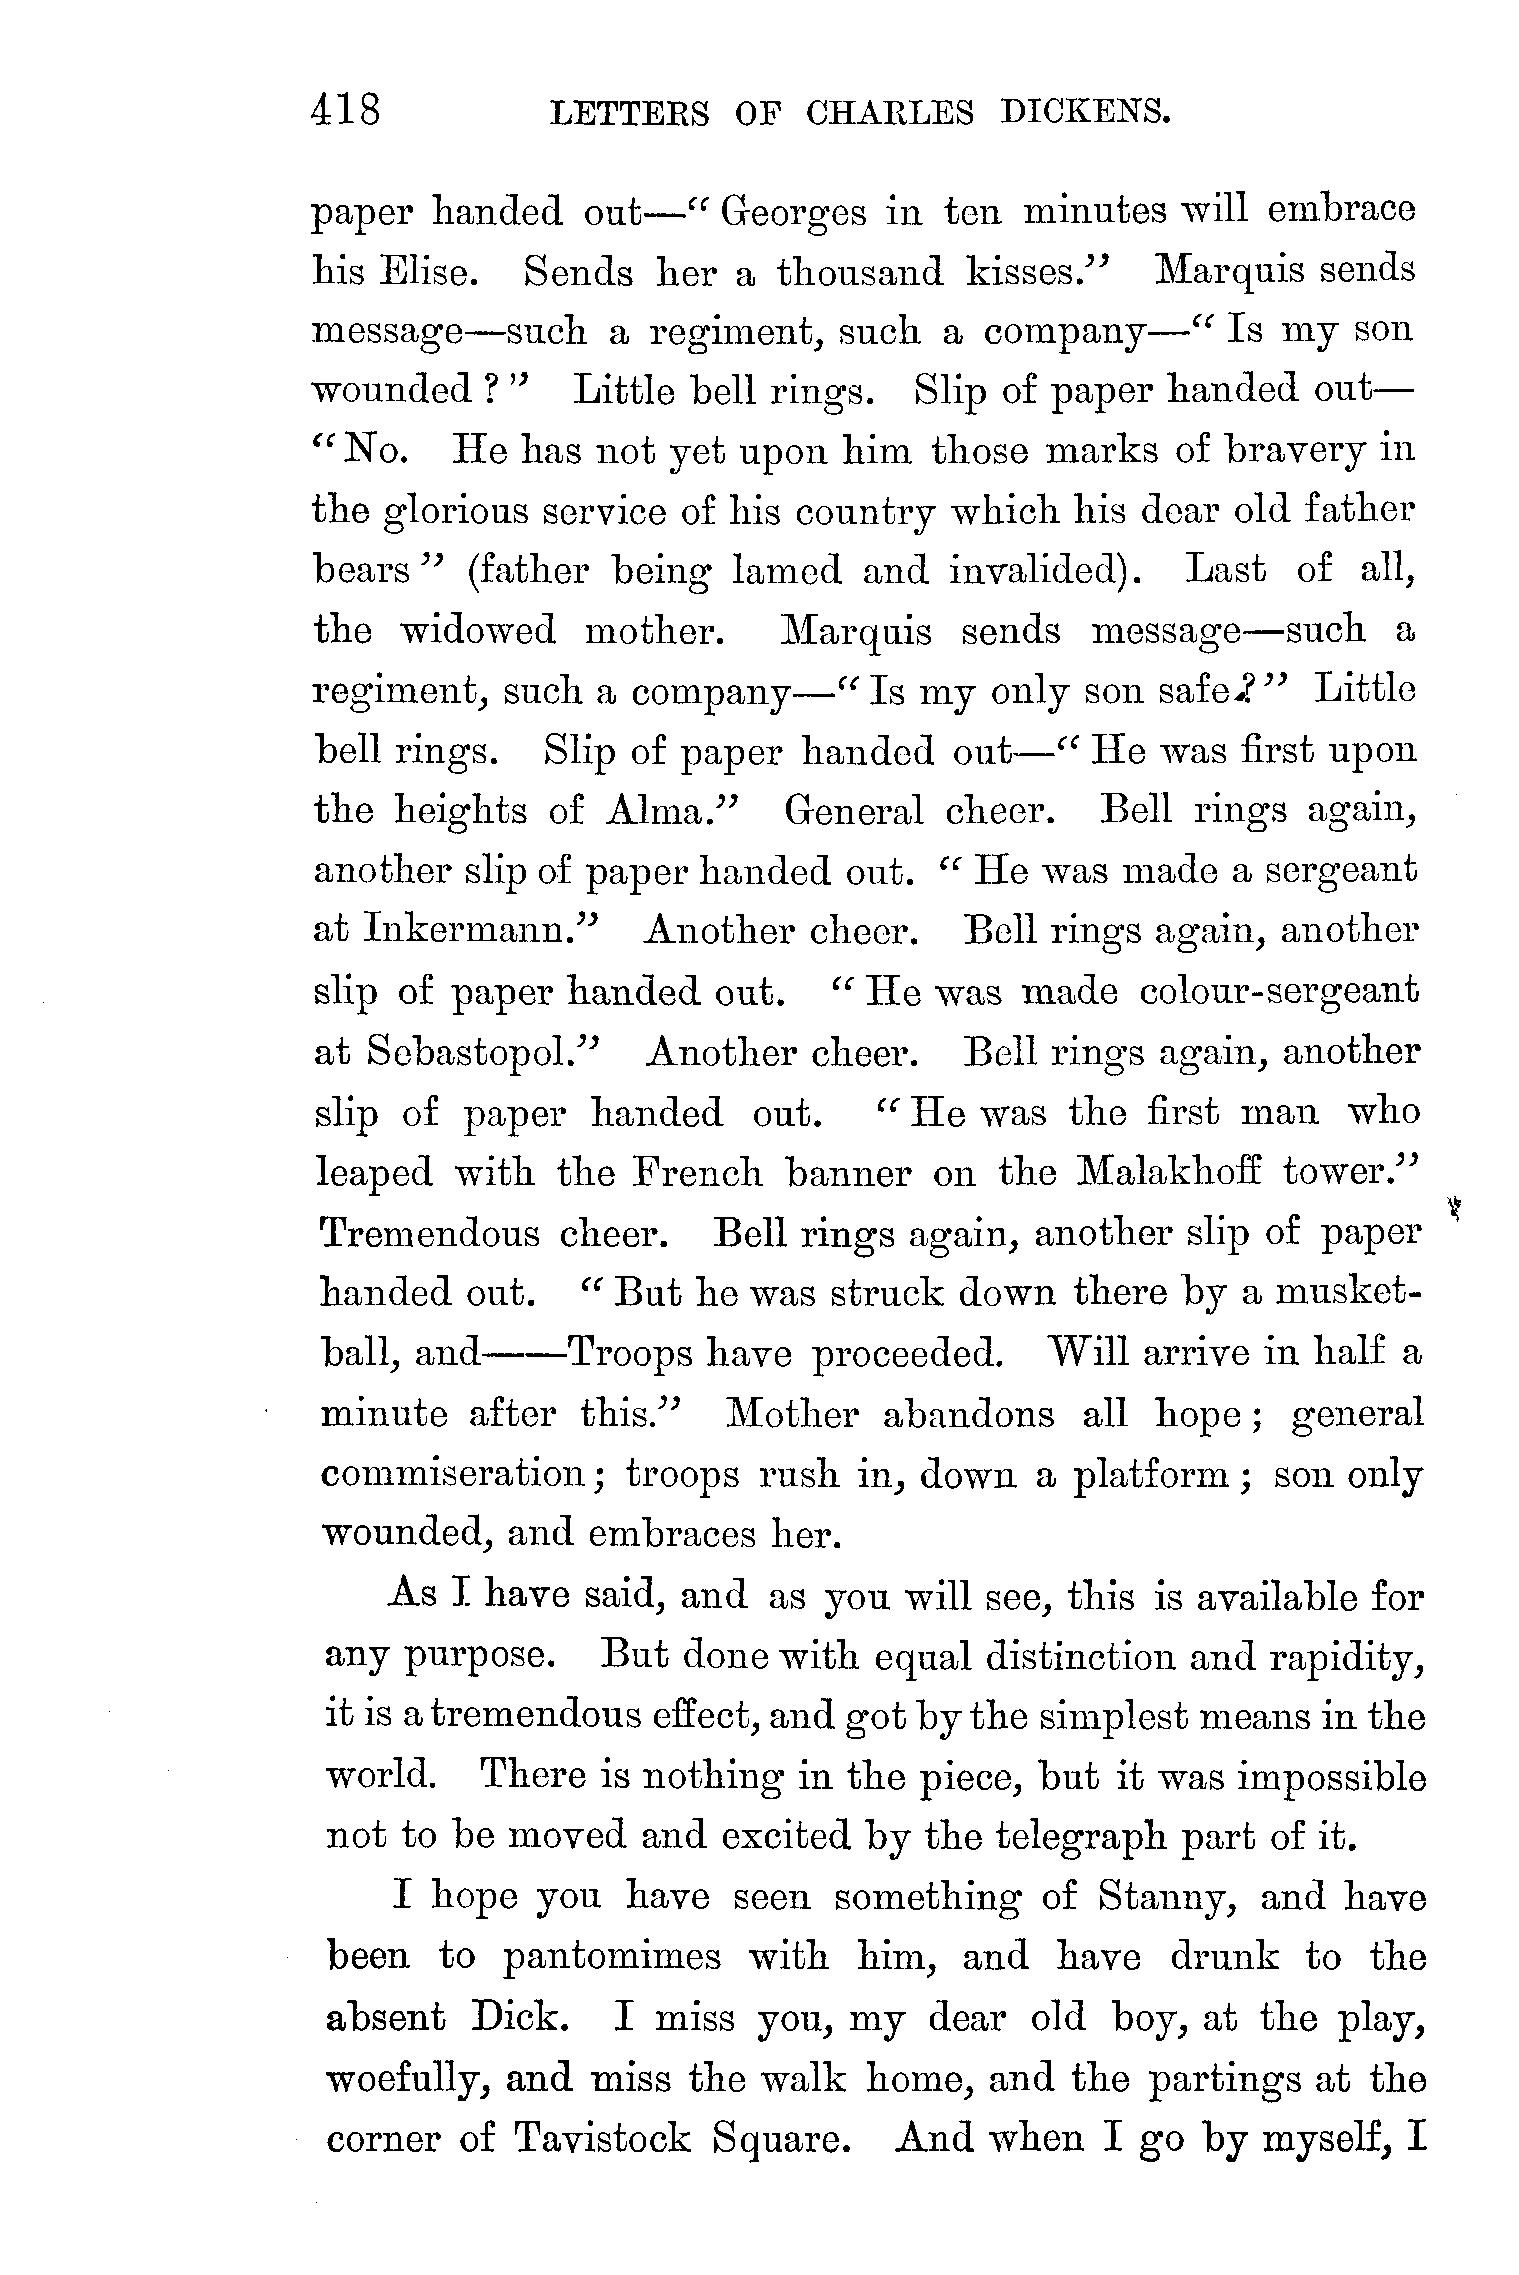 418 LETTERS OF CHARLES DICKENS.
paper handed out—“ Georges in ten minutes will embrace
his Elise. Sends her a thousand kisses.” Marquis sends
message—such a regiment, such a company—“ Is my son
wounded ? ” Little bell rings. Slip of paper handed out—
“ No. He has not yet upon him those marks of bravery in
the glorious service of his country which his dear old father
bears ” (father being lamed and invalided). Last of all,
the widowed mother. Marquis sends message—such a
regiment, such a company—“ Is my only son safe ? ” Little
bell rings. Slip of paper handed out—“ He was first upon
the heights of Alma.” General cheer. Bell rings again,
another slip of paper handed out. “ He was made a sergeant
at Inkermann.” Another cheer. Bell rings again, another
slip of paper handed out. “ He was made colour-sergeant
at Sebastopol.” Another cheer. Bell rings again, another
slip of paper handed out. “ He was the first man who
leaped with the French banner on the Malakhoff tower.”
Tremendous cheer. Bell rings again, another slip of paper
handed out. “ But he was struck down there by a musket-
ball, and——Troops have proceeded. Will arrive in half a
minute after this.” Mother abandons all hope ; general
commiseration ; troops rush in, down a platform ; son only
wounded, and embraces her.
As I have said, and as you will see, this is available for
any purpose. But done with equal distinction and rapidity,
it is a tremendous effect, and got by the simplest means in the
world. There is nothing in the piece, but it was impossible
not to be moved and excited by the telegraph part of it.
I hope you have seen something of Stanny, and have
been to pantomimes with him, and have drunk to the
absent Dick. I miss you, my dear old boy, at the play,
woefully, and miss the walk home, and the partings at the
corner of Tavistock Square. And when I go by myself, I